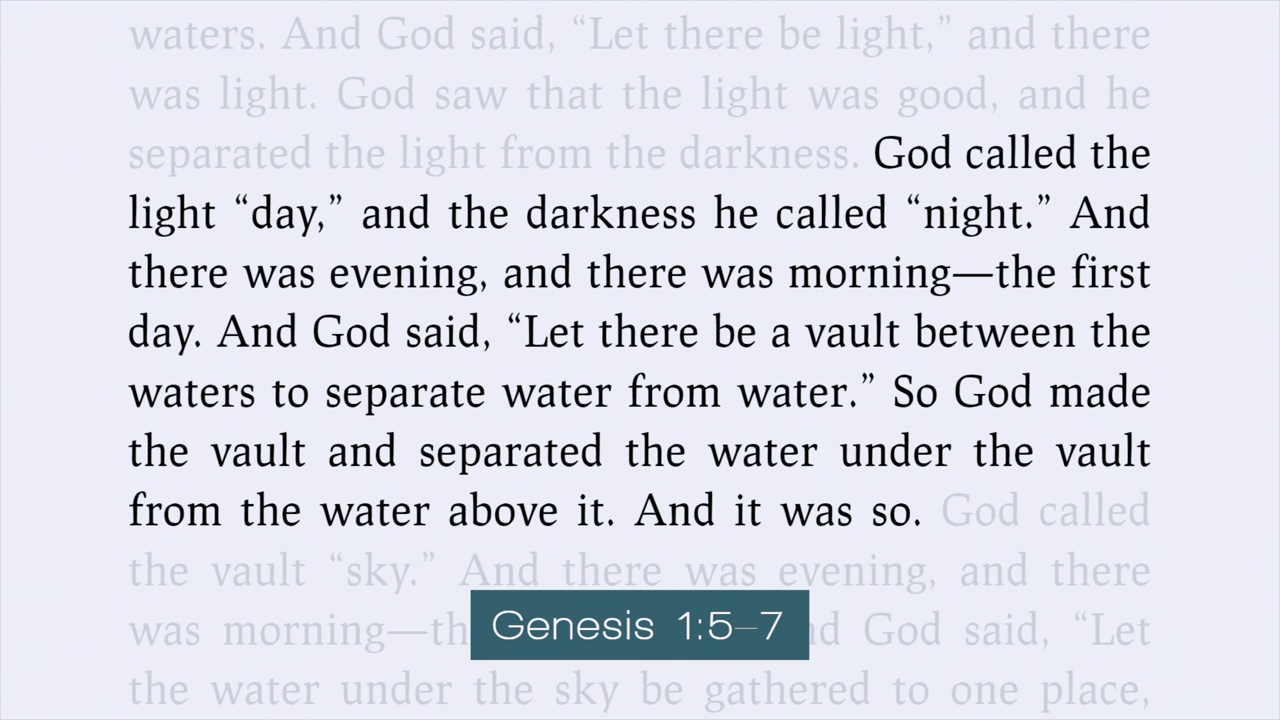 waters. And God said, “Let there be light,” and there
was light. God saw that the light was good, and he
separated the light from the darkness. God called the
light “day,” and the darkness he called “night.” And
there was evening, and there was morning—the first
day. And God said, “Let there be a vault between the
waters to separate water from water.” So God made
the vault and separated the water under the vault
from the water above it. And it was so. God called
the vault “sky.” And there was evening, and there
was morning—th God said, “Let
Genesis 1:5–7
the water under the sky be gathered to one place,